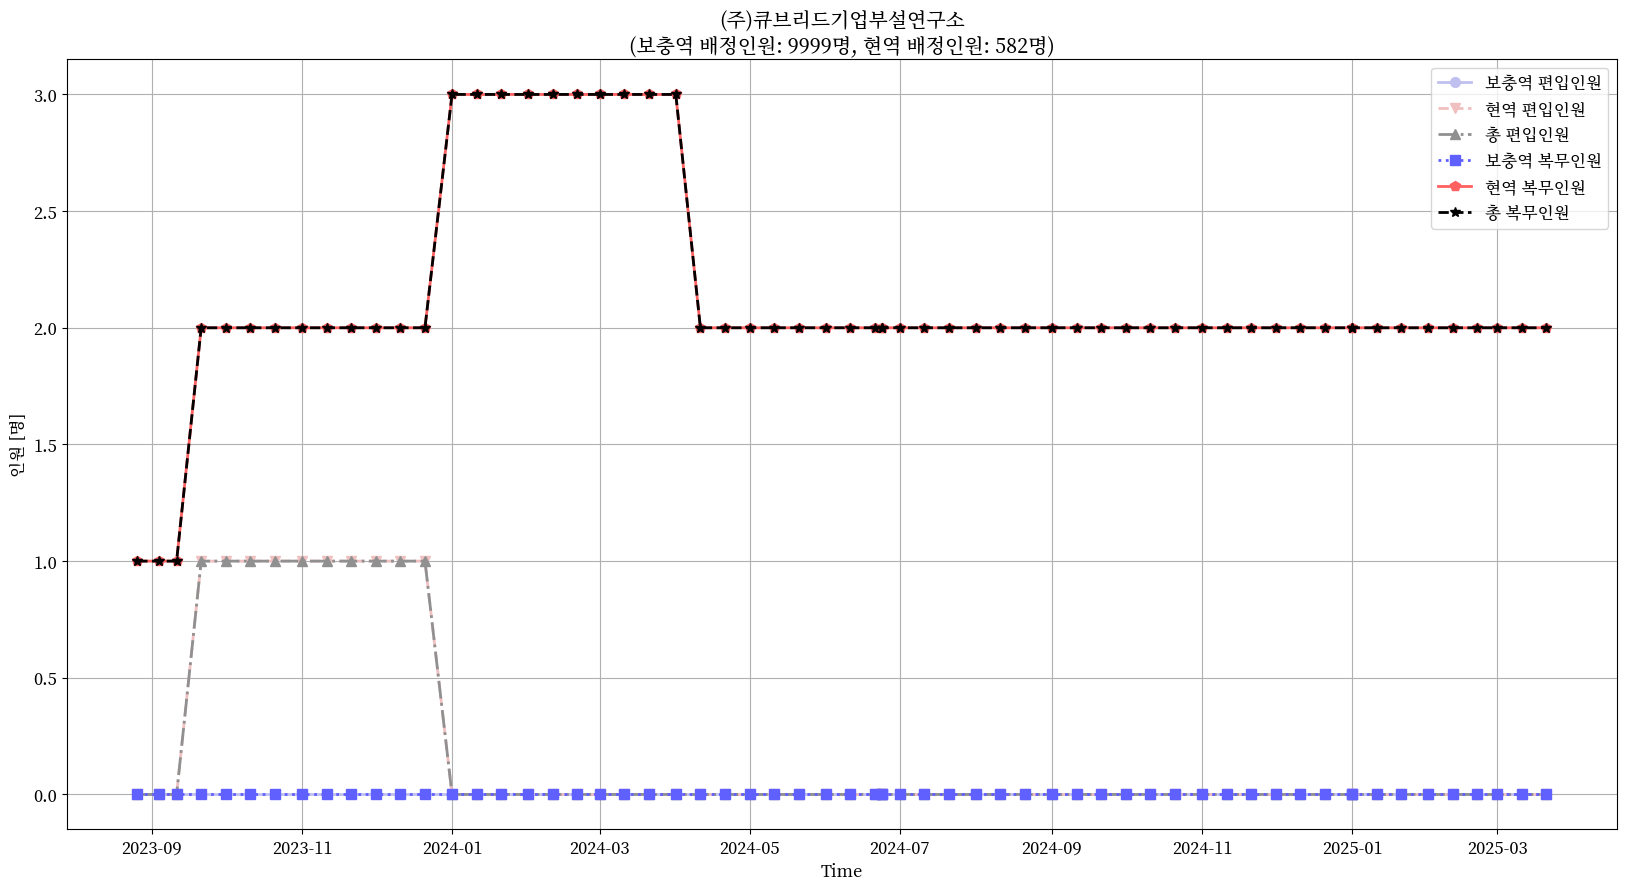 (주)큐브리드기업부설연구소
(보충역 배정인원: 9999명, 현역 배정인원: 582명)
보충역 편입인원
현역 편입인원
총 편입인원
보충역 복무인원
현역 복무인원
총 복무인원
인원 [명]
3.0
2.5
2.0
1.5
1.0
0.5
0.0
2023-09 2023-11 2024-01 2024-03 2024-05 2024-07 2024-09 2024-11 2025-01 2025-03
Time